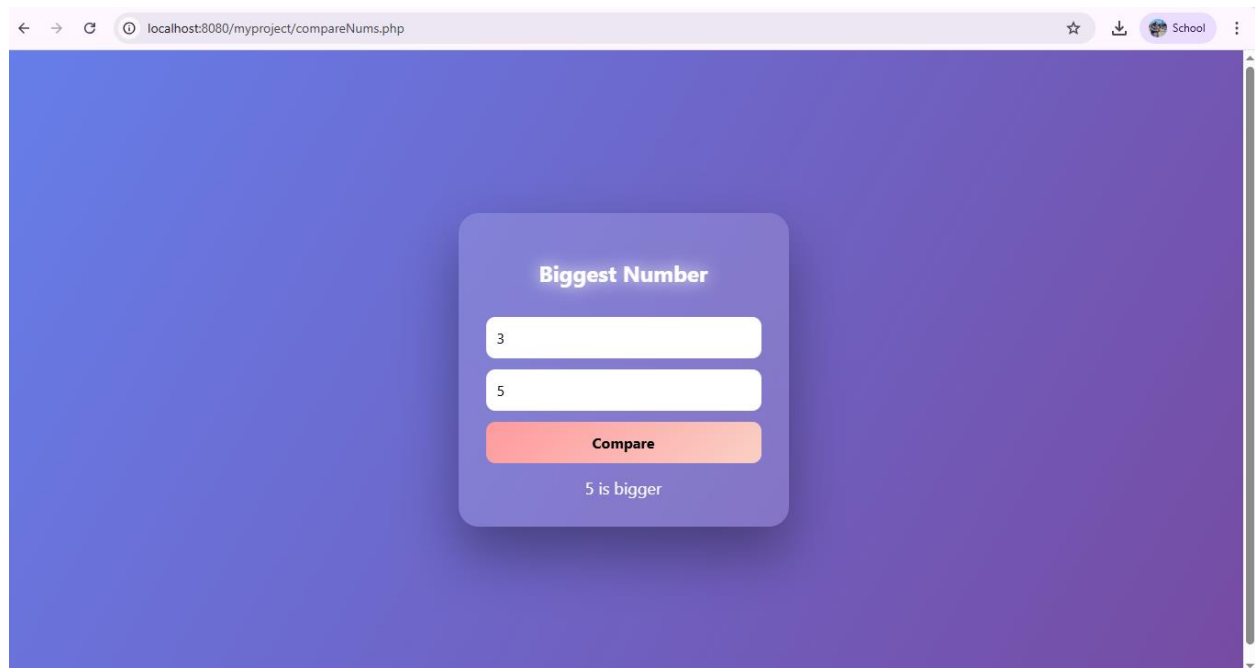 localhost:8080/myproject/compareNums.php
School
Biggest Number
3
5
Compare
5 is bigger